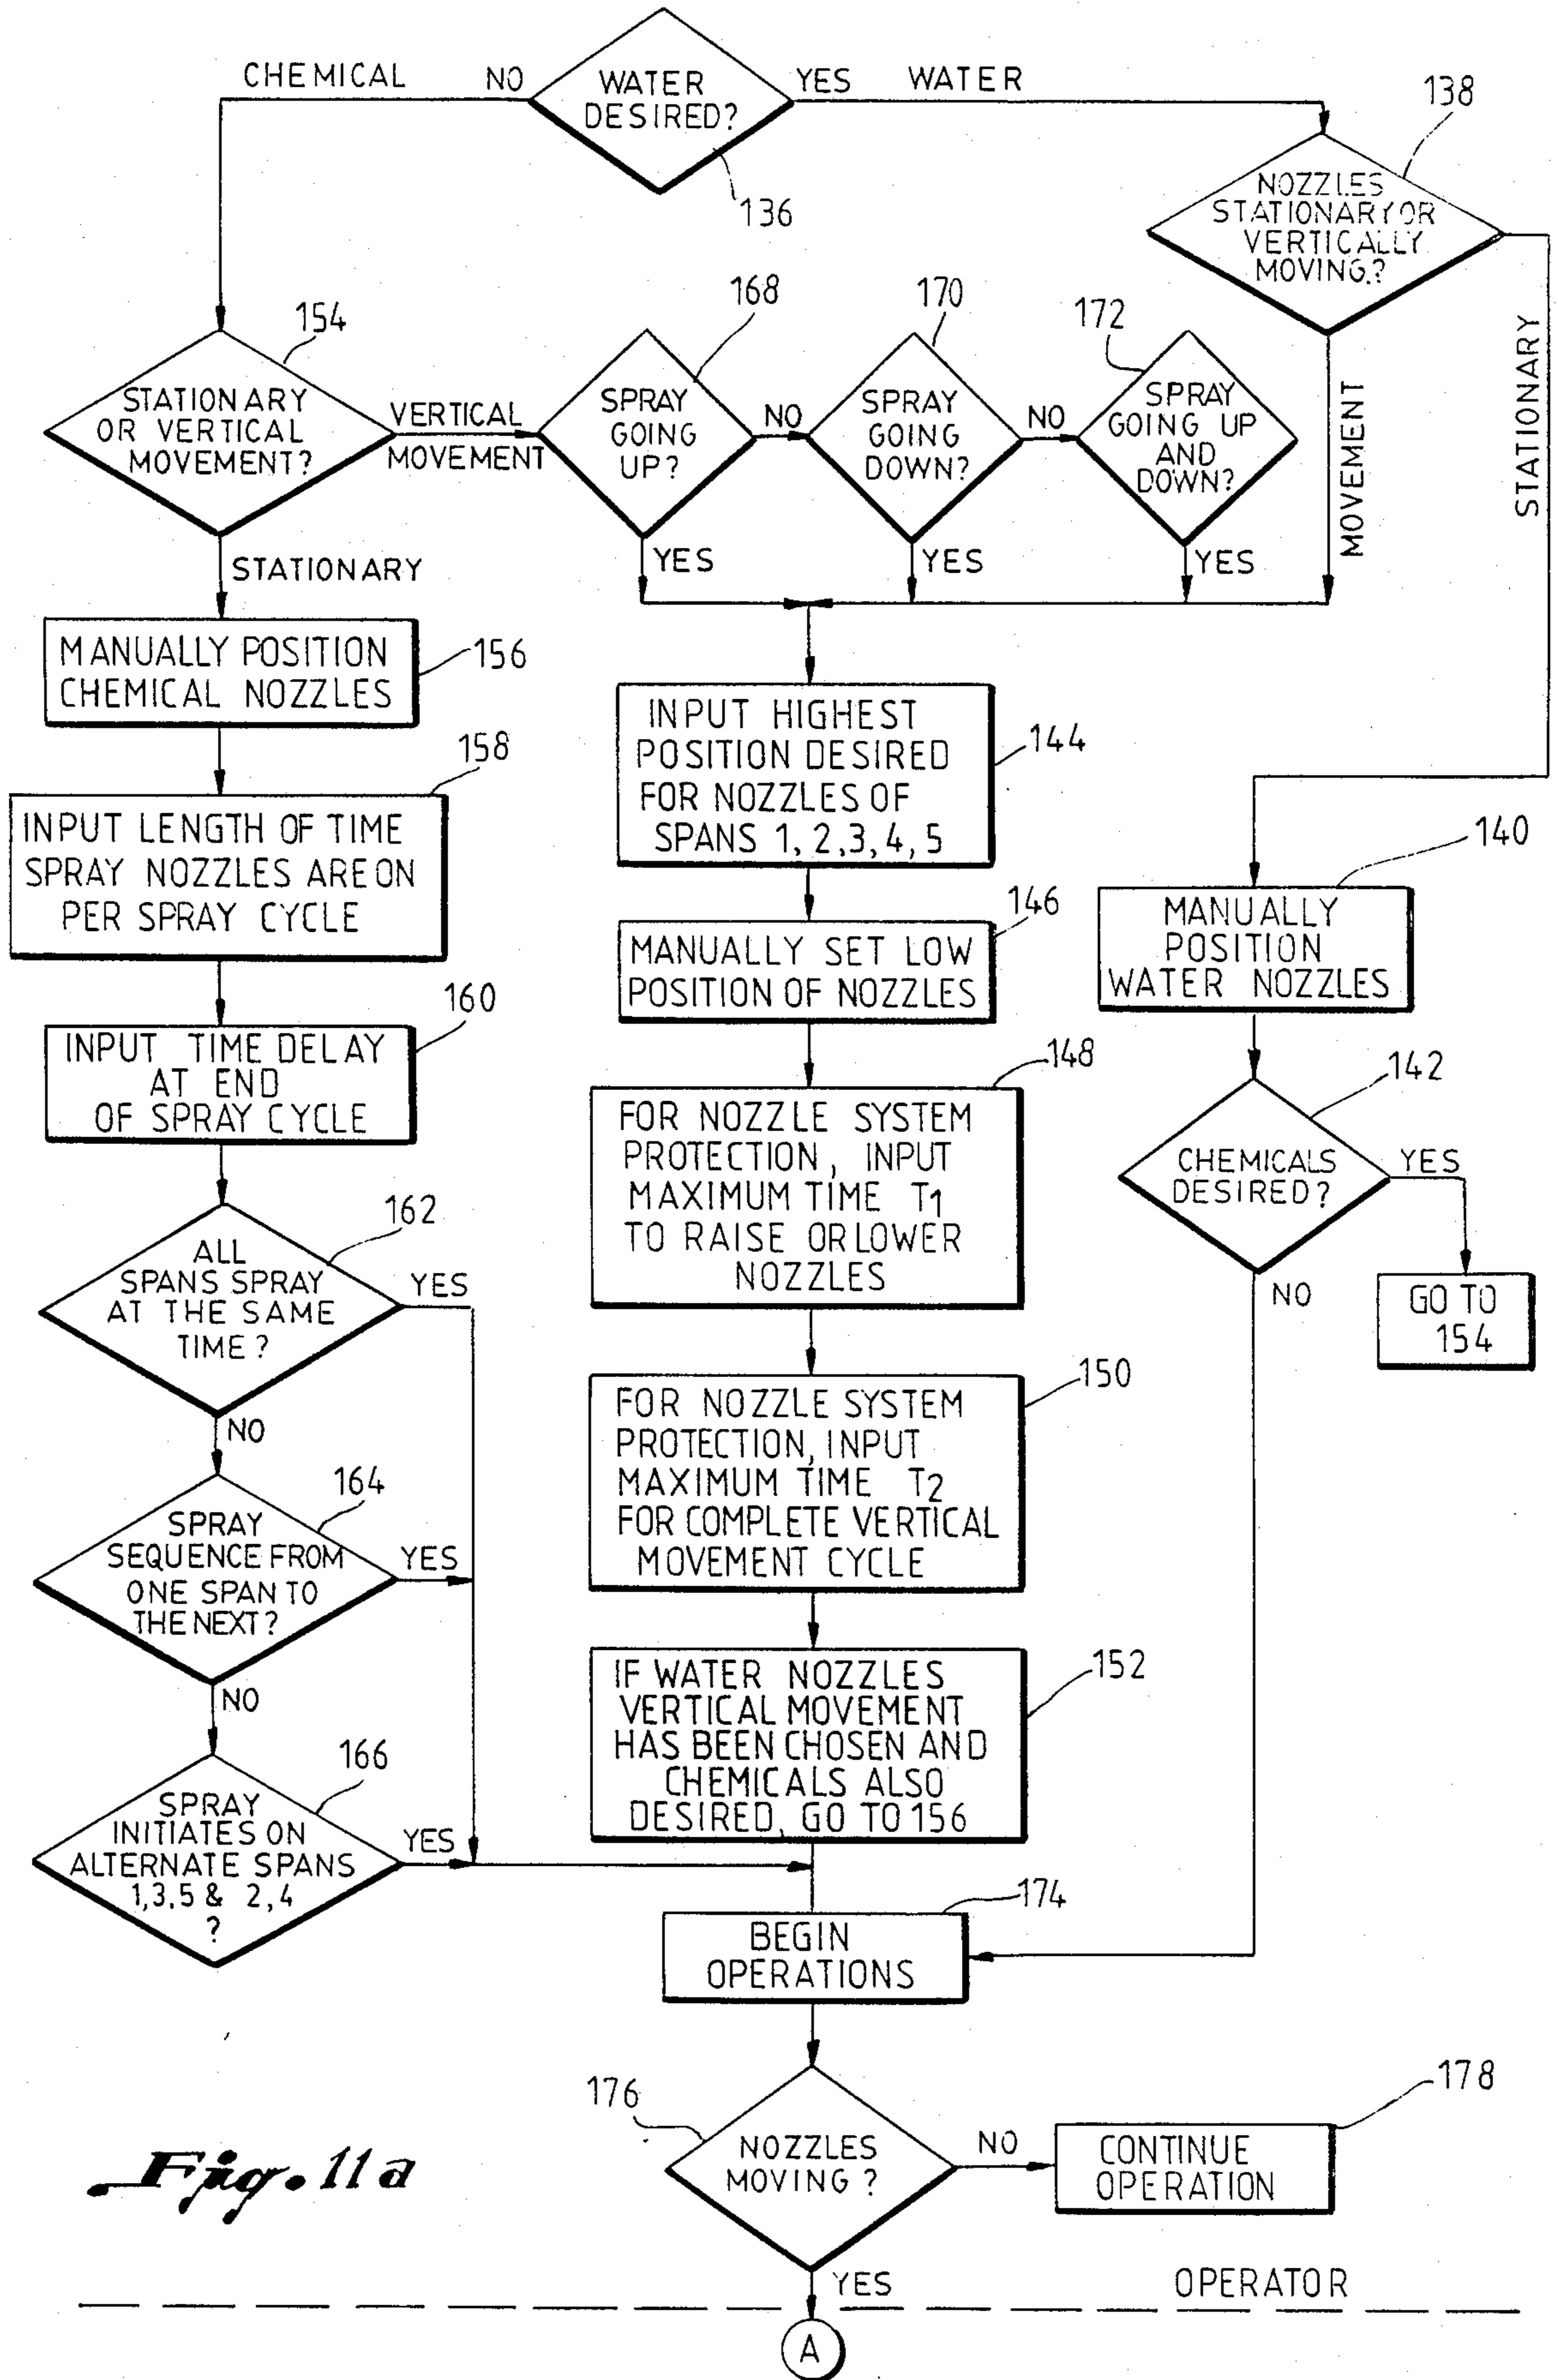 CHEMICAL NO
WATER
DESIRED?
YES WATER
136
138
NOZZLES
STATIONARY OR
VERTICALLY
MOVING?
STATIONARY
MOVEMENT
154
STATIONARY
OR VERTICAL
MOVEMENT?
VERTICAL
MOVEMENT
168
SPRAY
GOING
UP?
NO
YES
170
SPRAY
GOING
DOWN?
NO
YES
172
SPRAY
GOING UP
AND
DOWN?
YES
STATIONARY
MANUALLY POSITION
CHEMICAL NOZZLES
156
158
INPUT LENGTH OF TIME
SPRAY NOZZLES ARE ON
PER SPRAY CYCLE
160
INPUT TIME DELAY
AT END
OF SPRAY CYCLE
162
ALL
SPANS SPRAY
AT THE SAME
TIME?
YES
NO
164
SPRAY
SEQUENCE FROM
ONE SPAN TO
THE NEXT?
YES
NO
166
SPRAY
INITIATES ON
ALTERNATE SPANS
1,3,5 & 2,4
?
YES
INPUT HIGHEST
POSITION DESIRED
FOR NOZZLES OF
SPANS 1, 2, 3, 4, 5
144
146
MANUALLY SET LOW
POSITION OF NOZZLES
148
FOR NOZZLE SYSTEM
PROTECTION, INPUT
MAXIMUM TIME T1
TO RAISE OR LOWER
NOZZLES
150
FOR NOZZLE SYSTEM
PROTECTION, INPUT
MAXIMUM TIME T2
FOR COMPLETE VERTICAL
MOVEMENT CYCLE
152
IF WATER NOZZLES
VERTICAL MOVEMENT
HAS BEEN CHOSEN AND
CHEMICALS ALSO
DESIRED, GO TO 156
140
MANUALLY
POSITION
WATER NOZZLES
142
CHEMICALS
DESIRED?
YES
NO
GO TO
154
174
BEGIN
OPERATIONS
176
NOZZLES
MOVING?
NO
178
CONTINUE
OPERATION
YES
OPERATOR
A
Fig. 11a